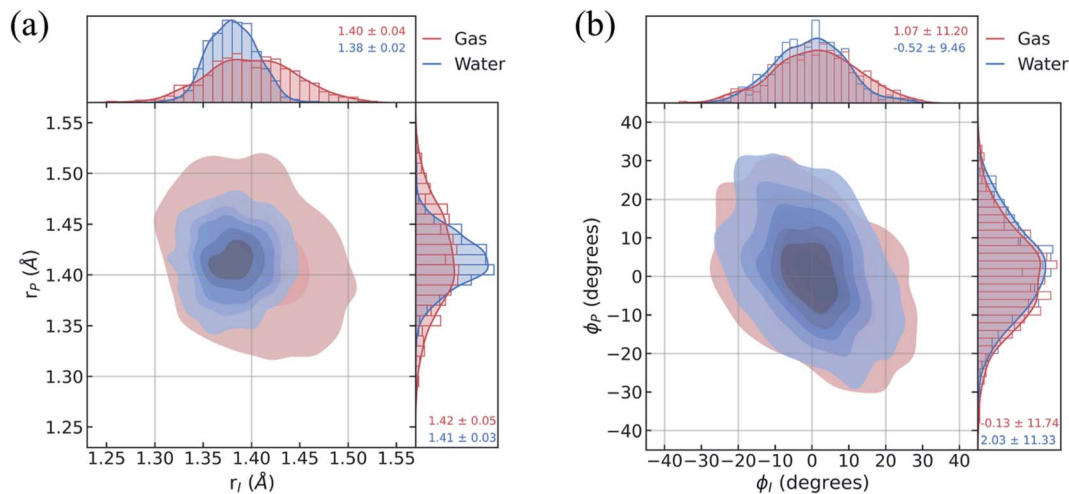 (a)
1.40 ± 0.04
1.38 ± 0.02
Gas
Water
1.55
1.50
1.45
1.40
1.35
1.30
1.25
r_P (Å)
1.42 ± 0.05
1.41 ± 0.03
1.25 1.30 1.35 1.40 1.45 1.50 1.55
r_I (Å)
(b)
1.07 ± 11.20
-0.52 ± 9.46
Gas
Water
40
30
20
10
0
−10
−20
−30
−40
ϕ_P (degrees)
-0.13 ± 11.74
2.03 ± 11.33
−40 −30 −20 −10 0 10 20 30 40
ϕ_I (degrees)